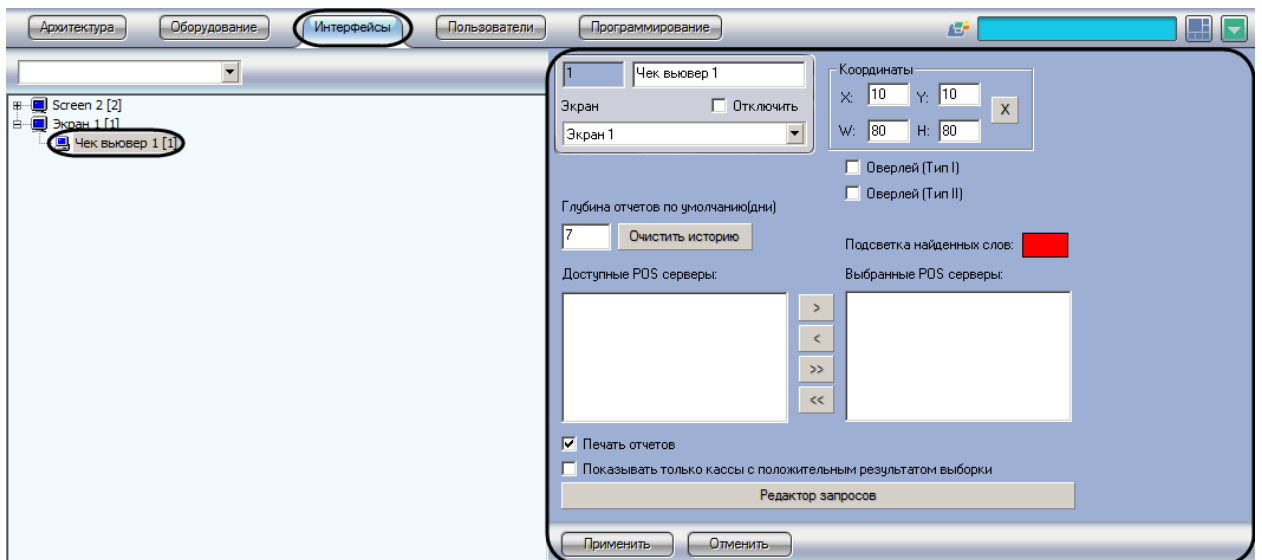 Архитектура Оборудование Интерфейсы Пользователи Программирование
Screen 2 [2]
Экран 1 [1]
Чек вьювер 1 [1]
1 Чек вьювер 1
Экран Отключить
Экран 1
Координаты
X: 10 Y: 10 X
W: 80 H: 80
Оверлей (Тип I)
Оверлей (Тип II)
Глубина отчетов по умолчанию(дни)
7 Очистить историю
Подсветка найденных слов:
Доступные POS серверы: Выбранные POS серверы:
>
<
>>
<<
Печать отчетов
Показывать только кассы с положительным результатом выборки
Редактор запросов
Применить Отменить